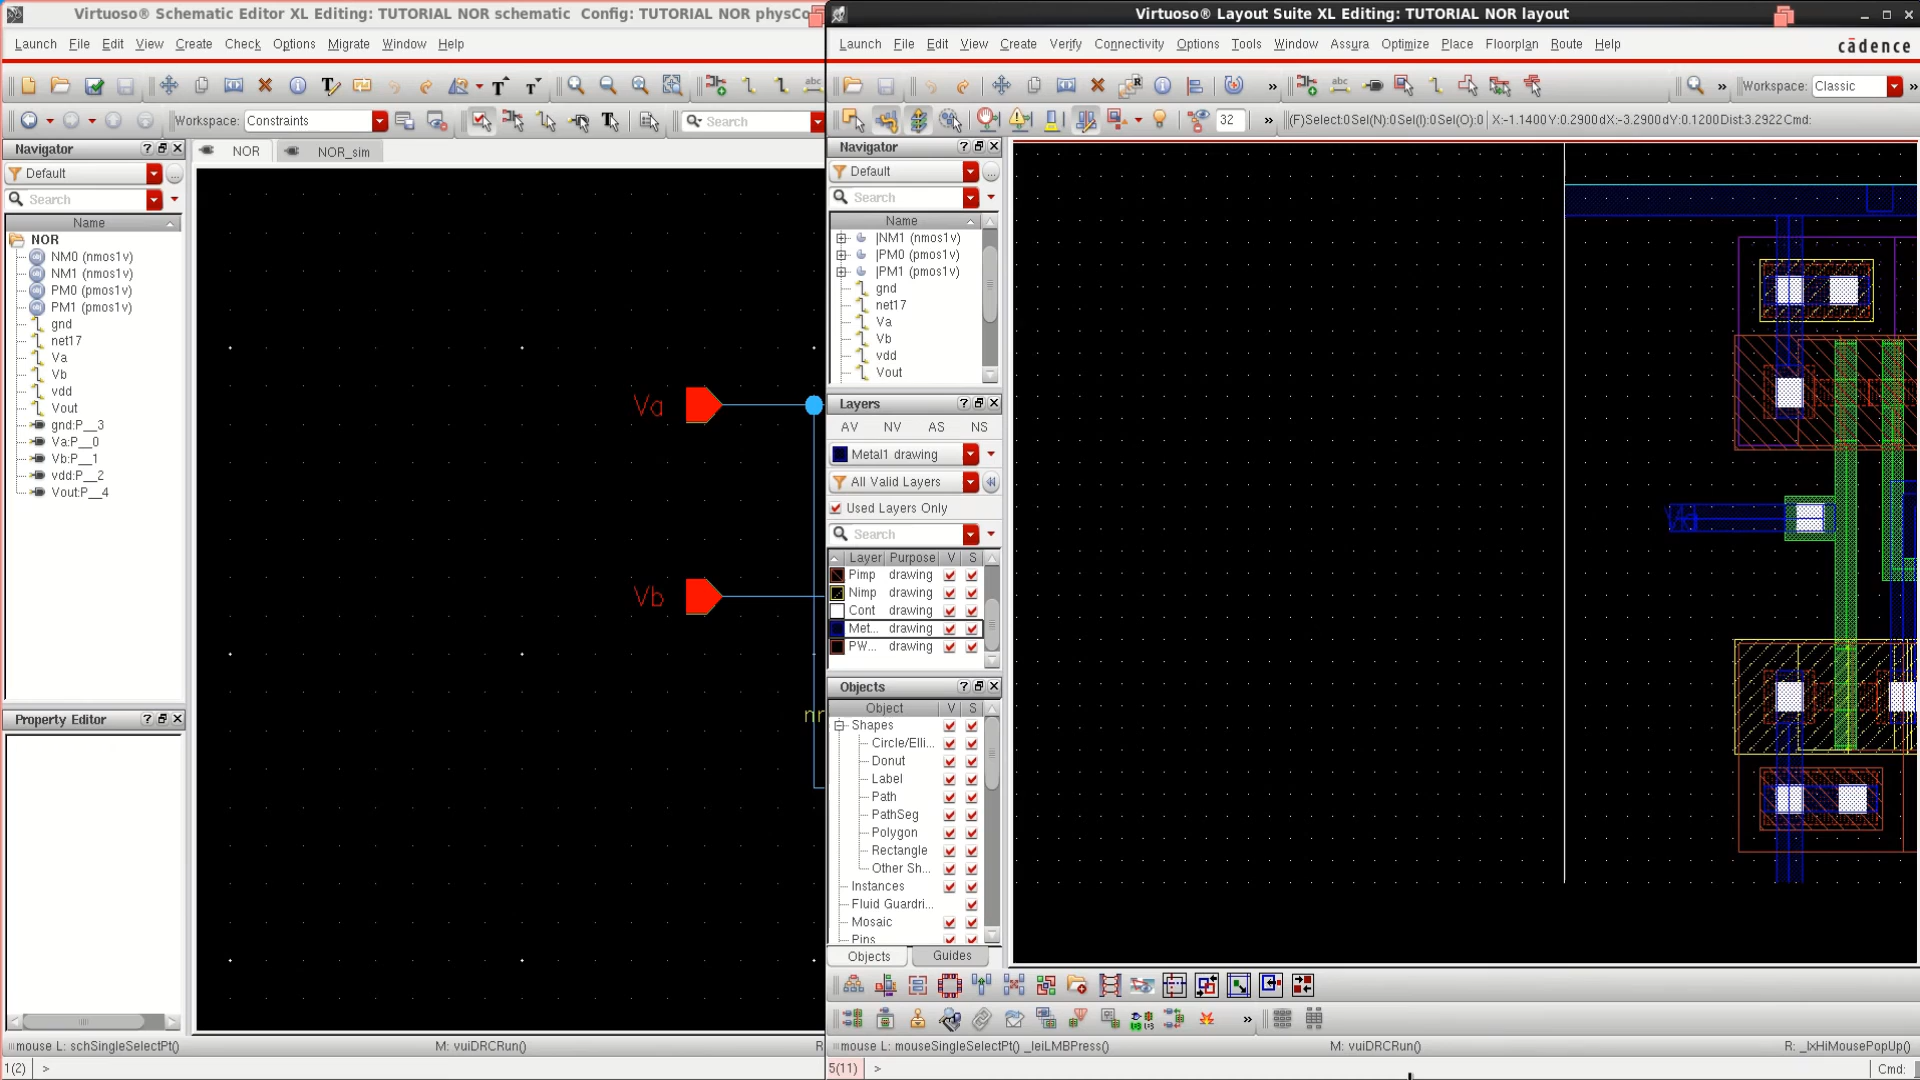 Virtuoso® Schematic Editor XL Editing: TUTORIAL NOR schematic Config: TUTORIAL NOR physCo
Launch File Edit View Create Check Options Migrate Window Help
Workspace: Constraints
Search
Navigator
NOR
NOR_sim
Default
Search
Name
NOR
NM0 (nmos1v)
NM1 (nmos1v)
PM0 (pmos1v)
PM1 (pmos1v)
gnd
net17
Va
Vb
vdd
Vout
gnd:P__3
Va:P__0
Vb:P__1
vdd:P__2
Vout:P__4
Property Editor
Va
Vb
mouse L: schSingleSelectPt()
M: vuiDRCRun()
R
1(2) >
Virtuoso® Layout Suite XL Editing: TUTORIAL NOR layout
Launch File Edit View Create Verify Connectivity Options Tools Window Assura Optimize Place Floorplan Route Help
cādence
Workspace: Classic
32
(F)Select:0 Sel(N):0 Sel(I):0 Sel(O):0 X:-1.1400 Y:0.2900 dX:-3.2900 dY:0.1200 Dist:3.2922 Cmd:
Navigator
Default
Search
Name
|NM1 (nmos1v)
|PM0 (pmos1v)
|PM1 (pmos1v)
gnd
net17
Va
Vb
vdd
Vout
Layers
AV NV AS NS
Metal1 drawing
All Valid Layers
Used Layers Only
Search
Layer Purpose V S
Pimp drawing
Nimp drawing
Cont drawing
Met... drawing
PW... drawing
Objects
Object V S
Shapes
Circle/Elli...
Donut
Label
Path
PathSeg
Polygon
Rectangle
Other Sh...
Instances
Fluid Guardri...
Mosaic
Pins
Objects
Guides
mouse L: mouseSingleSelectPt() _leiLMBPress()
M: vuiDRCRun()
R: _lxHiMousePopUp()
5(11) >
Cmd: